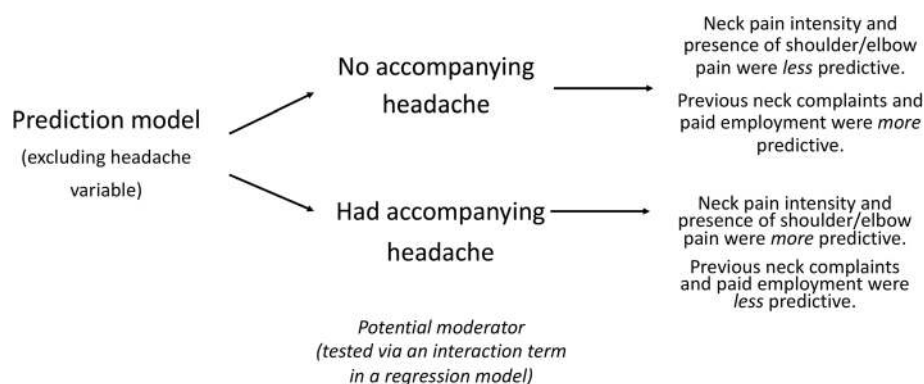 Prediction model
(excluding headache
variable)
No accompanying
headache
Neck pain intensity and
presence of shoulder/elbow
pain were less predictive.
Previous neck complaints and
paid employment were more
predictive.
Had accompanying
headache
Neck pain intensity and
presence of shoulder/elbow
pain were more predictive.
Previous neck complaints
and paid employment were
less predictive.
Potential moderator
(tested via an interaction term
in a regression model)